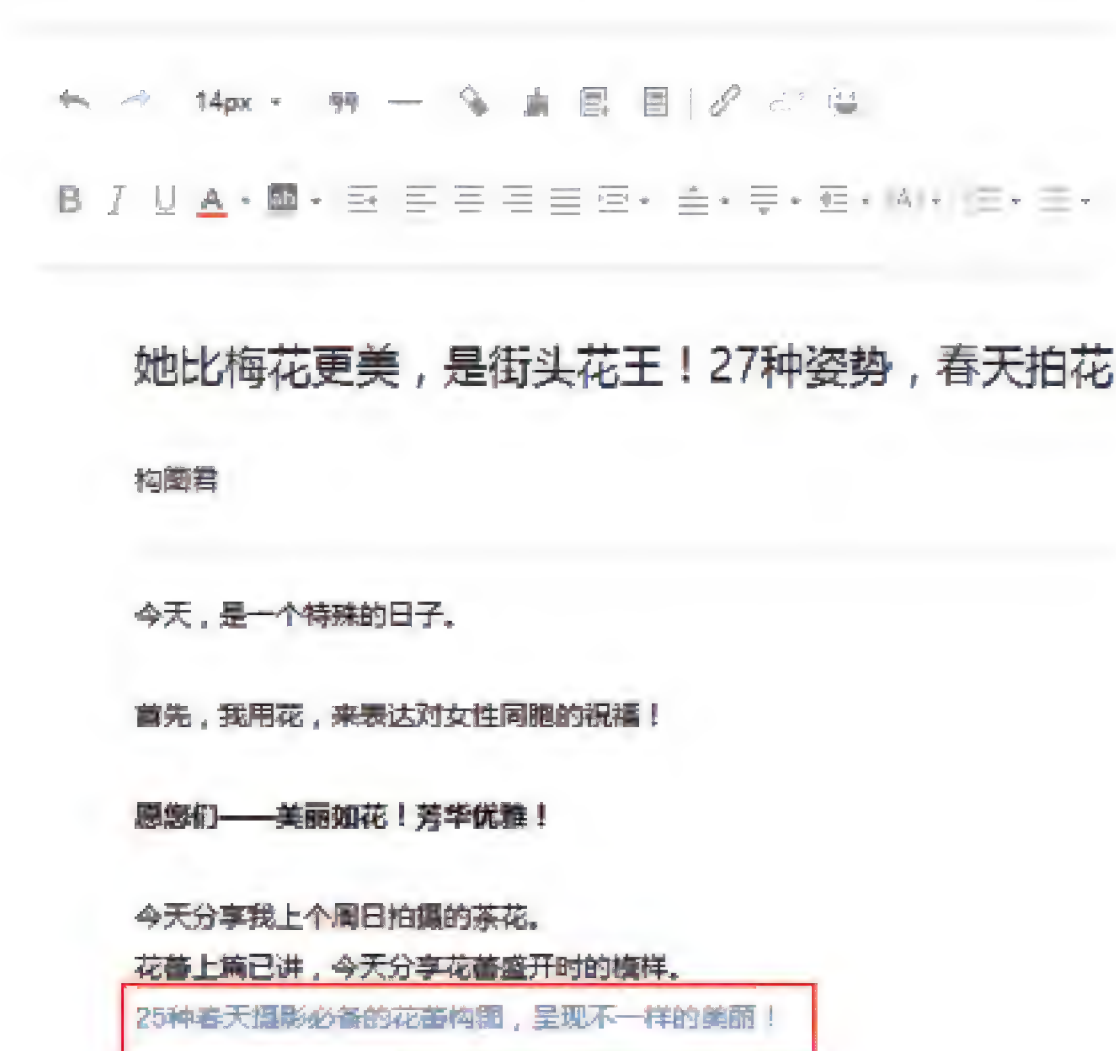 14px
B I U A ab
她比梅花更美，是街头花王！27种姿势，春天拍花
构图君
今天，是一个特殊的日子。
首先，我用花，来表达对女性同胞的祝福！
愿您们——美丽如花！芳华优雅！
今天分享我上个周日拍摄的茶花。
花蕾上篇已讲，今天分享花蕾盛开时的模样。
25种春天摄影必备的花蕾构图，呈现不一样的美丽！